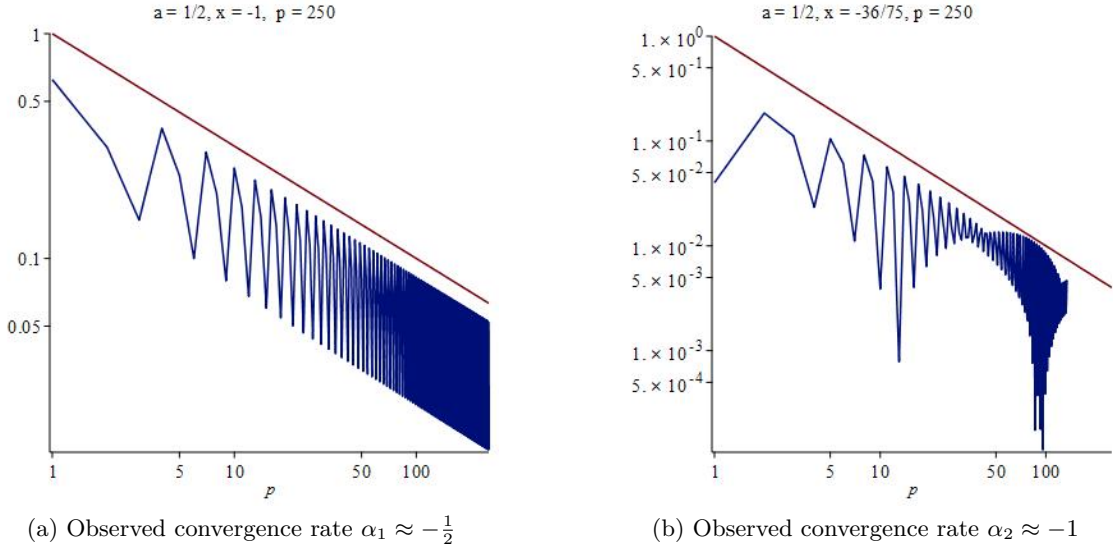 a = 1/2, x = -1, p = 250
1
0.5
0.1
0.05
1
5
10
50
100
p
(a) Observed convergence rate α₁ ≈ −1/2
a = 1/2, x = -36/75, p = 250
1. × 10⁰
5. × 10⁻¹
1. × 10⁻¹
5. × 10⁻²
1. × 10⁻²
5. × 10⁻³
1. × 10⁻³
5. × 10⁻⁴
1
5
10
50
100
p
(b) Observed convergence rate α₂ ≈ −1